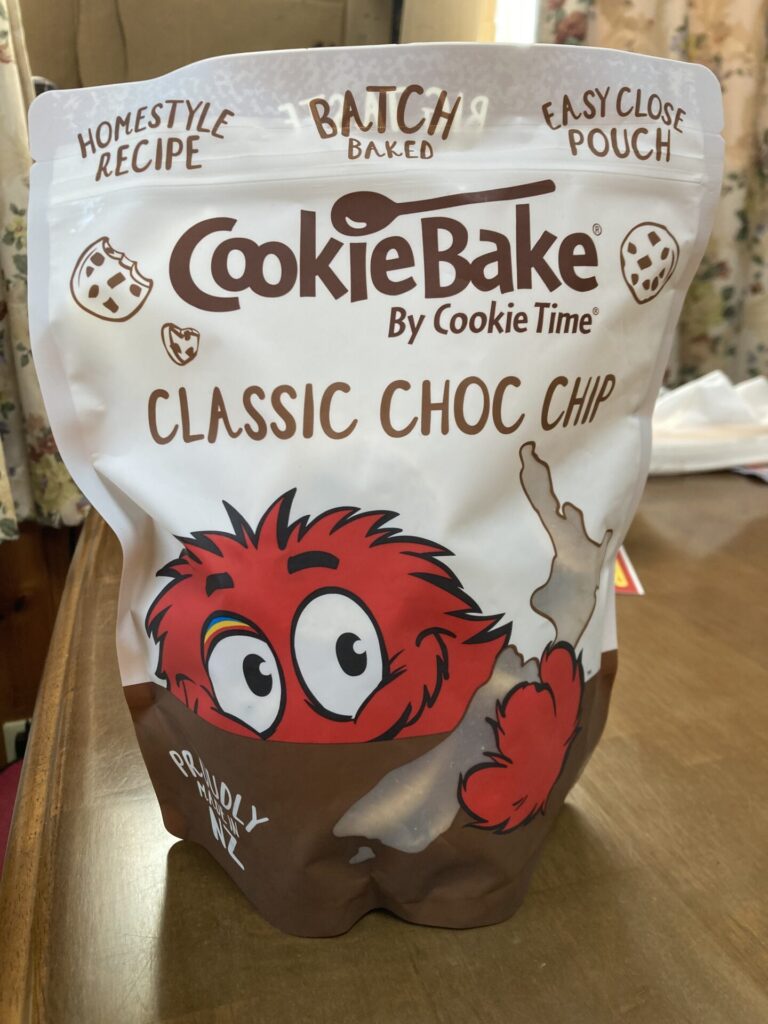 HOMESTYLE
RECIPE
BATCH
BAKED
EASY CLOSE
POUCH
CookieBake®
By Cookie Time®
CLASSIC CHOC CHIP
PROUDLY
MADE IN
NZ